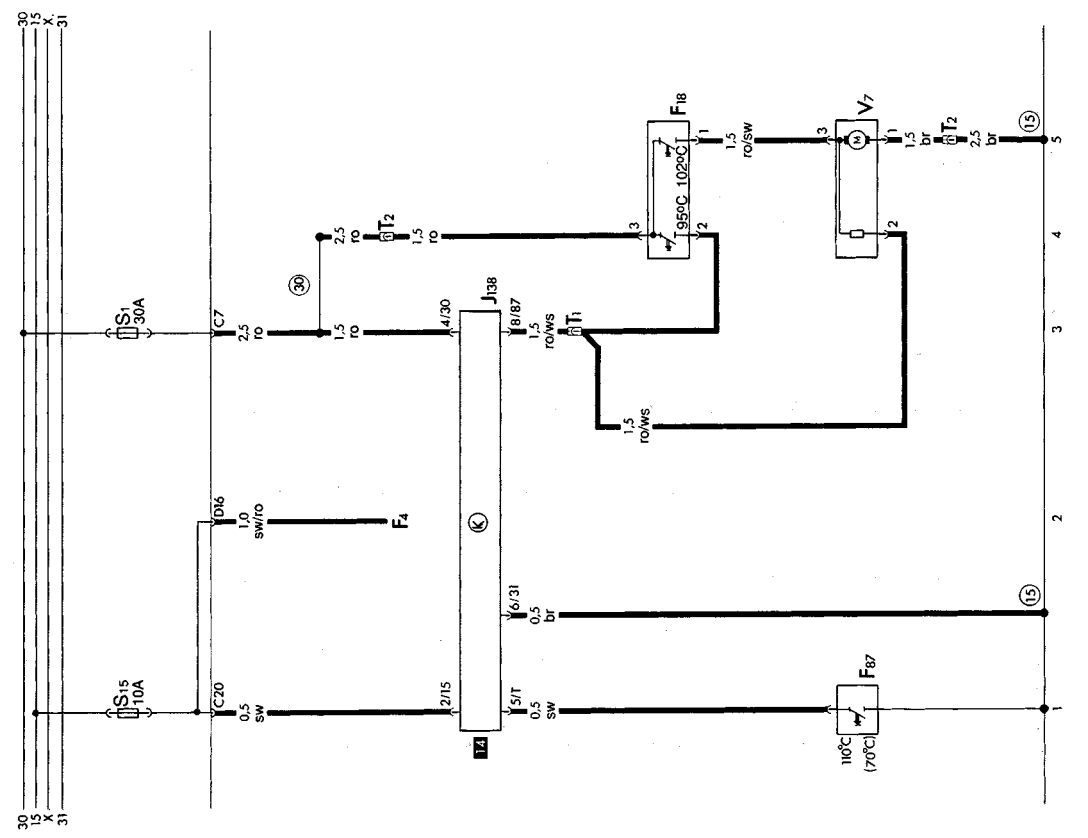 30
15
X
31
S15
10A
C20
0,5
sw
2/15
14
5/T
0,5
sw
110°C
(70°C)
F87
1
15
6/31
0,5
br
D16
1,0
sw/ro
F4
K
2
S1
30A
C7
2,5
ro
1,5
ro
4/30
J138
8/87
1,5
ro/ws
T1
1,5
ro/ws
3
30
2,5
ro
T2
1,5
ro
3
95°C 102°C
F18
2
1
1,5
ro/sw
3
M
V7
2
1
1,5
br
T2
2,5
br
15
4
5
30
15
X
31